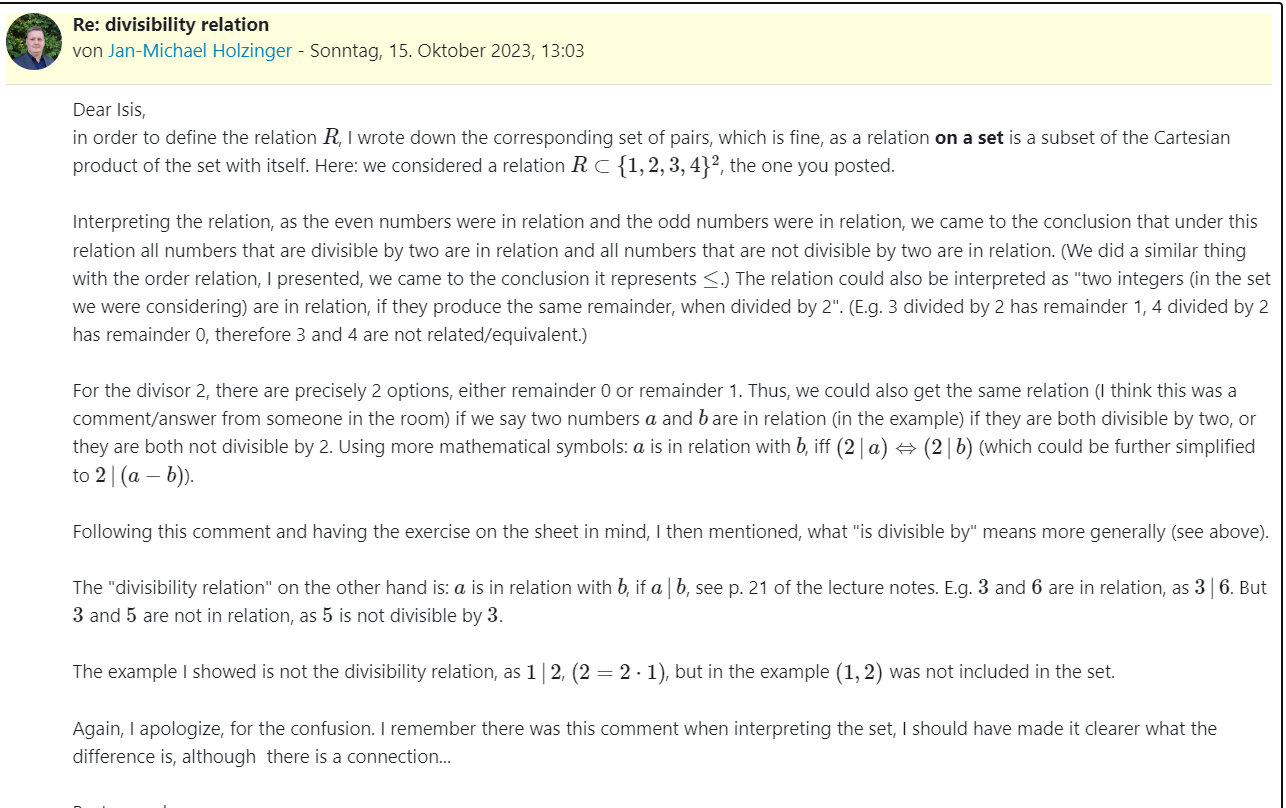 Re: divisibility relation
von Jan-Michael Holzinger - Sonntag, 15. Oktober 2023, 13:03
Dear Isis,
in order to define the relation R, I wrote down the corresponding set of pairs, which is fine, as a relation on a set is a subset of the Cartesian
product of the set with itself. Here: we considered a relation R ⊂ {1, 2, 3, 4}², the one you posted.
Interpreting the relation, as the even numbers were in relation and the odd numbers were in relation, we came to the conclusion that under this
relation all numbers that are divisible by two are in relation and all numbers that are not divisible by two are in relation. (We did a similar thing
with the order relation, I presented, we came to the conclusion it represents ≤.) The relation could also be interpreted as "two integers (in the set
we were considering) are in relation, if they produce the same remainder, when divided by 2". (E.g. 3 divided by 2 has remainder 1, 4 divided by 2
has remainder 0, therefore 3 and 4 are not related/equivalent.)
For the divisor 2, there are precisely 2 options, either remainder 0 or remainder 1. Thus, we could also get the same relation (I think this was a
comment/answer from someone in the room) if we say two numbers a and b are in relation (in the example) if they are both divisible by two, or
they are both not divisible by 2. Using more mathematical symbols: a is in relation with b, iff (2 | a) ⇔ (2 | b) (which could be further simplified
to 2 | (a − b)).
Following this comment and having the exercise on the sheet in mind, I then mentioned, what "is divisible by" means more generally (see above).
The "divisibility relation" on the other hand is: a is in relation with b, if a | b, see p. 21 of the lecture notes. E.g. 3 and 6 are in relation, as 3 | 6. But
3 and 5 are not in relation, as 5 is not divisible by 3.
The example I showed is not the divisibility relation, as 1 | 2, (2 = 2 · 1), but in the example (1, 2) was not included in the set.
Again, I apologize, for the confusion. I remember there was this comment when interpreting the set, I should have made it clearer what the
difference is, although there is a connection...